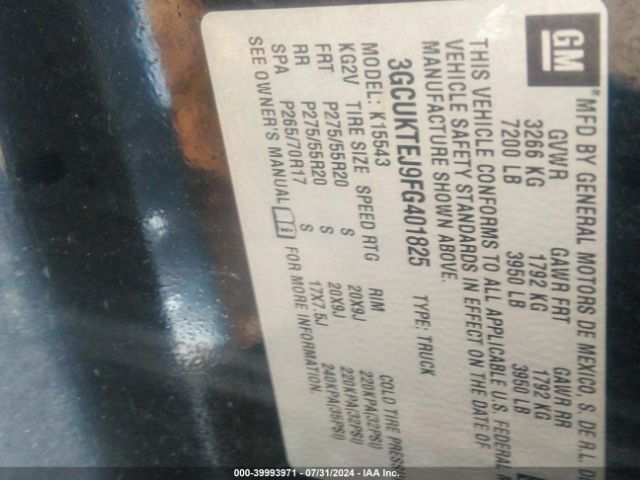 GM
MFD BY GENERAL MOTORS DE MEXICO, S. DE R.L.
GVWR GAWR FRT GAWR RR
3266 KG 1792 KG 1792 KG
7200 LB 3950 LB 3950 LB
THIS VEHICLE CONFORMS TO ALL APPLICABLE U.S. FEDERAL
VEHICLE SAFETY STANDARDS IN EFFECT ON THE DATE OF
MANUFACTURE SHOWN ABOVE.
3GCUKTEJ9FG401825 TYPE: TRUCK
MODEL: K15543
KG2V TIRE SIZE SPEED RTG RIM COLD TIRE PRESS
FRT P275/55R20 S 20X9J 220KPA(32PSI)
RR P275/55R20 S 20X9J 220KPA(32PSI)
SPA P265/70R17 S 17X7.5J 240KPA(35PSI)
SEE OWNER'S MANUAL FOR MORE INFORMATION.
000-39993971 - 07/31/2024 - IAA Inc.